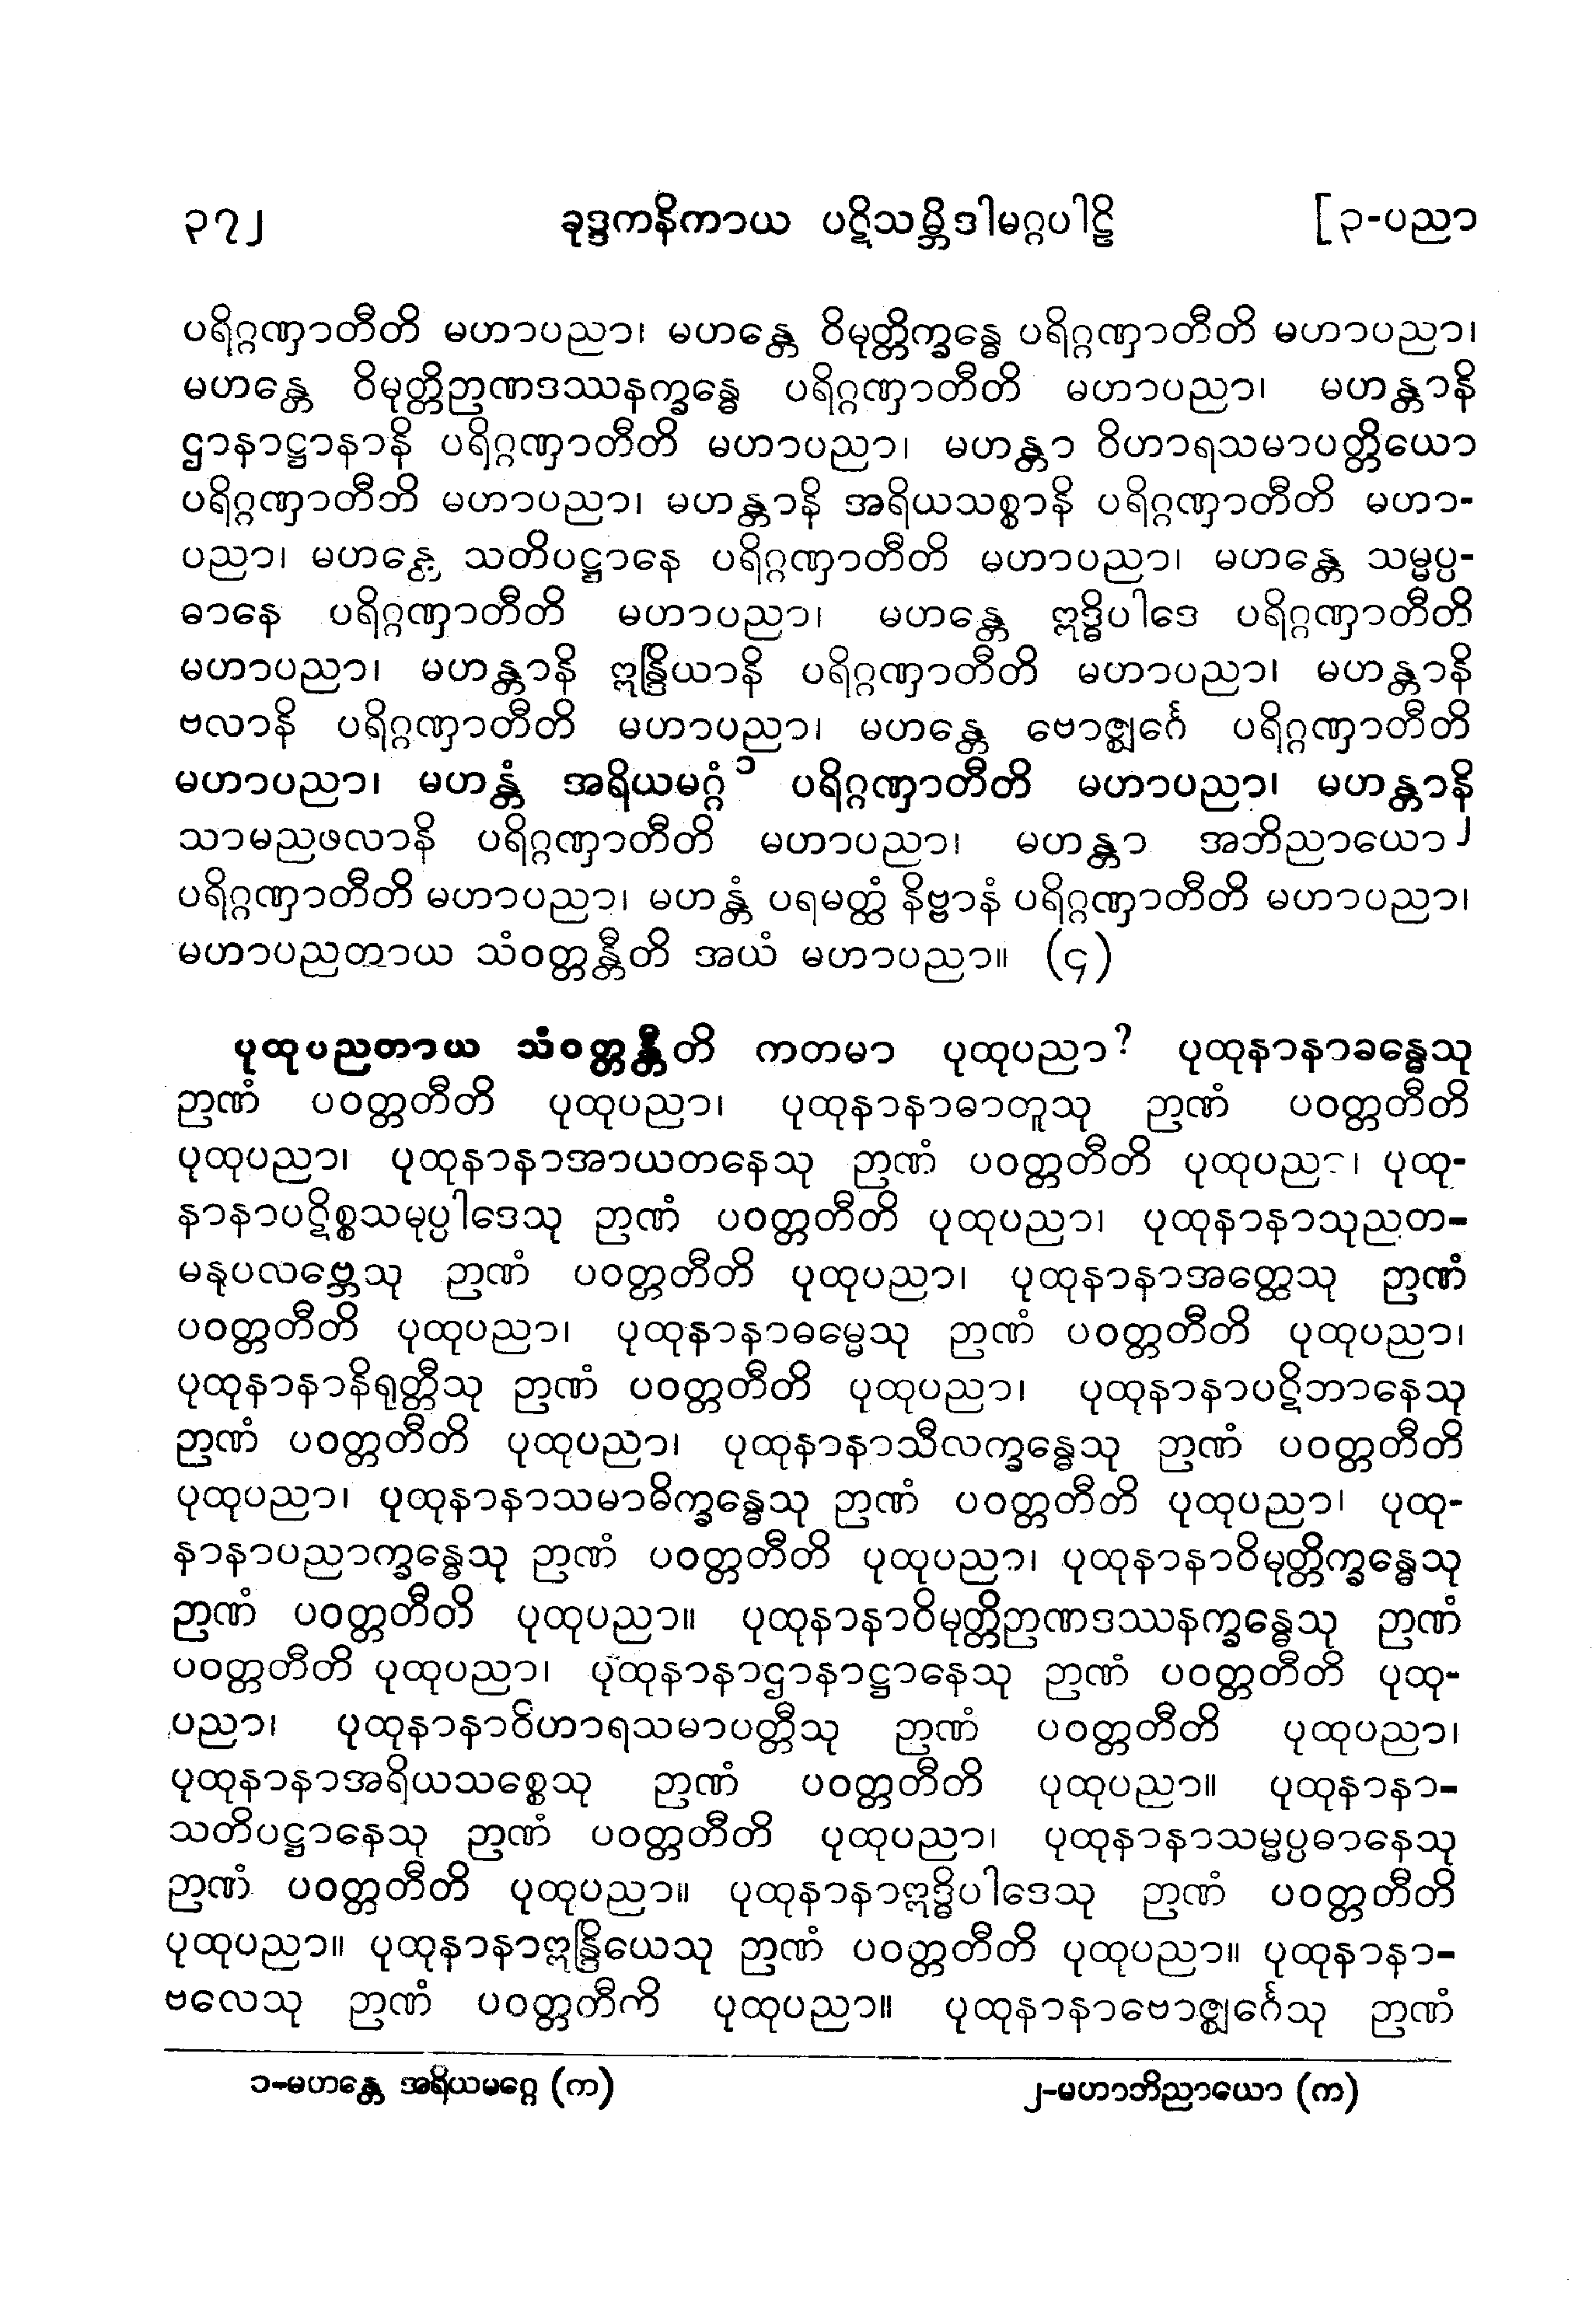 ၃၇၂ ခုဒ္ဒကနိကာယ ပဋိသမ္ဘိဒါမဂ္ဂပါဠိ [၃-ပညာ
ပရိဂ္ဂဏှာတီတိ မဟာပညာ၊ မဟန္တေ ဝိမုတ္တိက္ခန္ဓေ ပရိဂ္ဂဏှာတီတိ မဟာပညာ၊
မဟန္တေ ဝိမုတ္တိဉာဏဒဿနက္ခန္ဓေ ပရိဂ္ဂဏှာတီတိ မဟာပညာ၊ မဟန္တာနိ
ဌာနာဋ္ဌာနာနိ ပရိဂ္ဂဏှာတီတိ မဟာပညာ၊ မဟန္တာ ဝိဟာရသမာပတ္တိယော
ပရိဂ္ဂဏှာတီဘိ မဟာပညာ၊ မဟန္တာနိ အရိယသစ္စာနိ ပရိဂ္ဂဏှာတီတိ မဟာ-
ပညာ၊ မဟန္တေ သတိပဋ္ဌာနေ ပရိဂ္ဂဏှာတီတိ မဟာပညာ၊ မဟန္တေ သမ္မပ္ပ-
ဓာနေ ပရိဂ္ဂဏှာတီတိ မဟာပညာ၊ မဟန္တေ ဣဒ္ဓိပါဒေ ပရိဂ္ဂဏှာတီတိ
မဟာပညာ၊ မဟန္တာနိ ဣန္ဒြိယာနိ ပရိဂ္ဂဏှာတီတိ မဟာပညာ၊ မဟန္တာနိ
ဗလာနိ ပရိဂ္ဂဏှာတီတိ မဟာပညာ၊ မဟန္တေ ဗောဇ္ဈင်္ဂေ ပရိဂ္ဂဏှာတီတိ
မဟာပညာ၊ မဟန္တံ အရိယမဂ္ဂံ ၁ ပရိဂ္ဂဏှာတီတိ မဟာပညာ၊ မဟန္တာနိ
သာမညဖလာနိ ပရိဂ္ဂဏှာတီတိ မဟာပညာ၊ မဟန္တာ အဘိညာယော ၂
ပရိဂ္ဂဏှာတီတိ မဟာပညာ၊ မဟန္တံ ပရမတ္ထံ နိဗ္ဗာနံ ပရိဂ္ဂဏှာတီတိ မဟာပညာ၊
မဟာပညတာယ သံဝတ္တန္တီတိ အယံ မဟာပညာ။ (၄)
ပုထုပညတာယ သံဝတ္တန္တီတိ ကတမာ ပုထုပညာ? ပုထုနာနာခန္ဓေသု
ဉာဏံ ပဝတ္တတီတိ ပုထုပညာ၊ ပုထုနာနာဓာတူသု ဉာဏံ ပဝတ္တတီတိ
ပုထုပညာ၊ ပုထုနာနာအာယတနေသု ဉာဏံ ပဝတ္တတီတိ ပုထုပညာ၊ ပုထု-
နာနာပဋိစ္စသမုပ္ပါဒေသု ဉာဏံ ပဝတ္တတီတိ ပုထုပညာ၊ ပုထုနာနာသုညတ-
မနုပလဗ္ဘေသု ဉာဏံ ပဝတ္တတီတိ ပုထုပညာ၊ ပုထုနာနာအတ္ထေသု ဉာဏံ
ပဝတ္တတီတိ ပုထုပညာ၊ ပုထုနာနာဓမ္မေသု ဉာဏံ ပဝတ္တတီတိ ပုထုပညာ၊
ပုထုနာနာနိရုတ္တီသု ဉာဏံ ပဝတ္တတီတိ ပုထုပညာ၊ ပုထုနာနာပဋိဘာနေသု
ဉာဏံ ပဝတ္တတီတိ ပုထုပညာ၊ ပုထုနာနာသီလက္ခန္ဓေသု ဉာဏံ ပဝတ္တတီတိ
ပုထုပညာ၊ ပုထုနာနာသမာဓိက္ခန္ဓေသု ဉာဏံ ပဝတ္တတီတိ ပုထုပညာ၊ ပုထု-
နာနာပညာက္ခန္ဓေသု ဉာဏံ ပဝတ္တတီတိ ပုထုပညာ၊ ပုထုနာနာဝိမုတ္တိက္ခန္ဓေသု
ဉာဏံ ပဝတ္တတီတိ ပုထုပညာ။ ပုထုနာနာဝိမုတ္တိဉာဏဒဿနက္ခန္ဓေသု ဉာဏံ
ပဝတ္တတီတိ ပုထုပညာ၊ ပုထုနာနာဌာနာဋ္ဌာနေသု ဉာဏံ ပဝတ္တတီတိ ပုထု-
ပညာ၊ ပုထုနာနာဝိဟာရသမာပတ္တီသု ဉာဏံ ပဝတ္တတီတိ ပုထုပညာ၊
ပုထုနာနာအရိယသစ္စေသု ဉာဏံ ပဝတ္တတီတိ ပုထုပညာ။ ပုထုနာနာ-
သတိပဋ္ဌာနေသု ဉာဏံ ပဝတ္တတီတိ ပုထုပညာ၊ ပုထုနာနာသမ္မပ္ပဓာနေသု
ဉာဏံ ပဝတ္တတီတိ ပုထုပညာ။ ပုထုနာနာဣဒ္ဓိပါဒေသု ဉာဏံ ပဝတ္တတီတိ
ပုထုပညာ။ ပုထုနာနာဣန္ဒြိယေသု ဉာဏံ ပဝတ္တတီတိ ပုထုပညာ။ ပုထုနာနာ-
ဗလေသု ဉာဏံ ပဝတ္တတီကိ ပုထုပညာ။ ပုထုနာနာဗောဇ္ဈင်္ဂေသု ဉာဏံ
၁-မဟန္တေ အရိယမဂ္ဂေ (က) ၂-မဟာဘိညာယော (က)